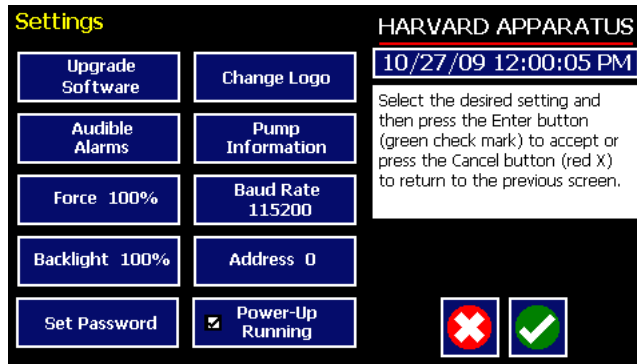 Settings
HARVARD APPARATUS
10/27/09 12:00:05 PM
Upgrade
Software
Change Logo
Audible
Alarms
Pump
Information
Force 100%
Baud Rate
115200
Backlight 100%
Address 0
Set Password
Power-Up
Running
Select the desired setting and
then press the Enter button
(green check mark) to accept or
press the Cancel button (red X)
to return to the previous screen.